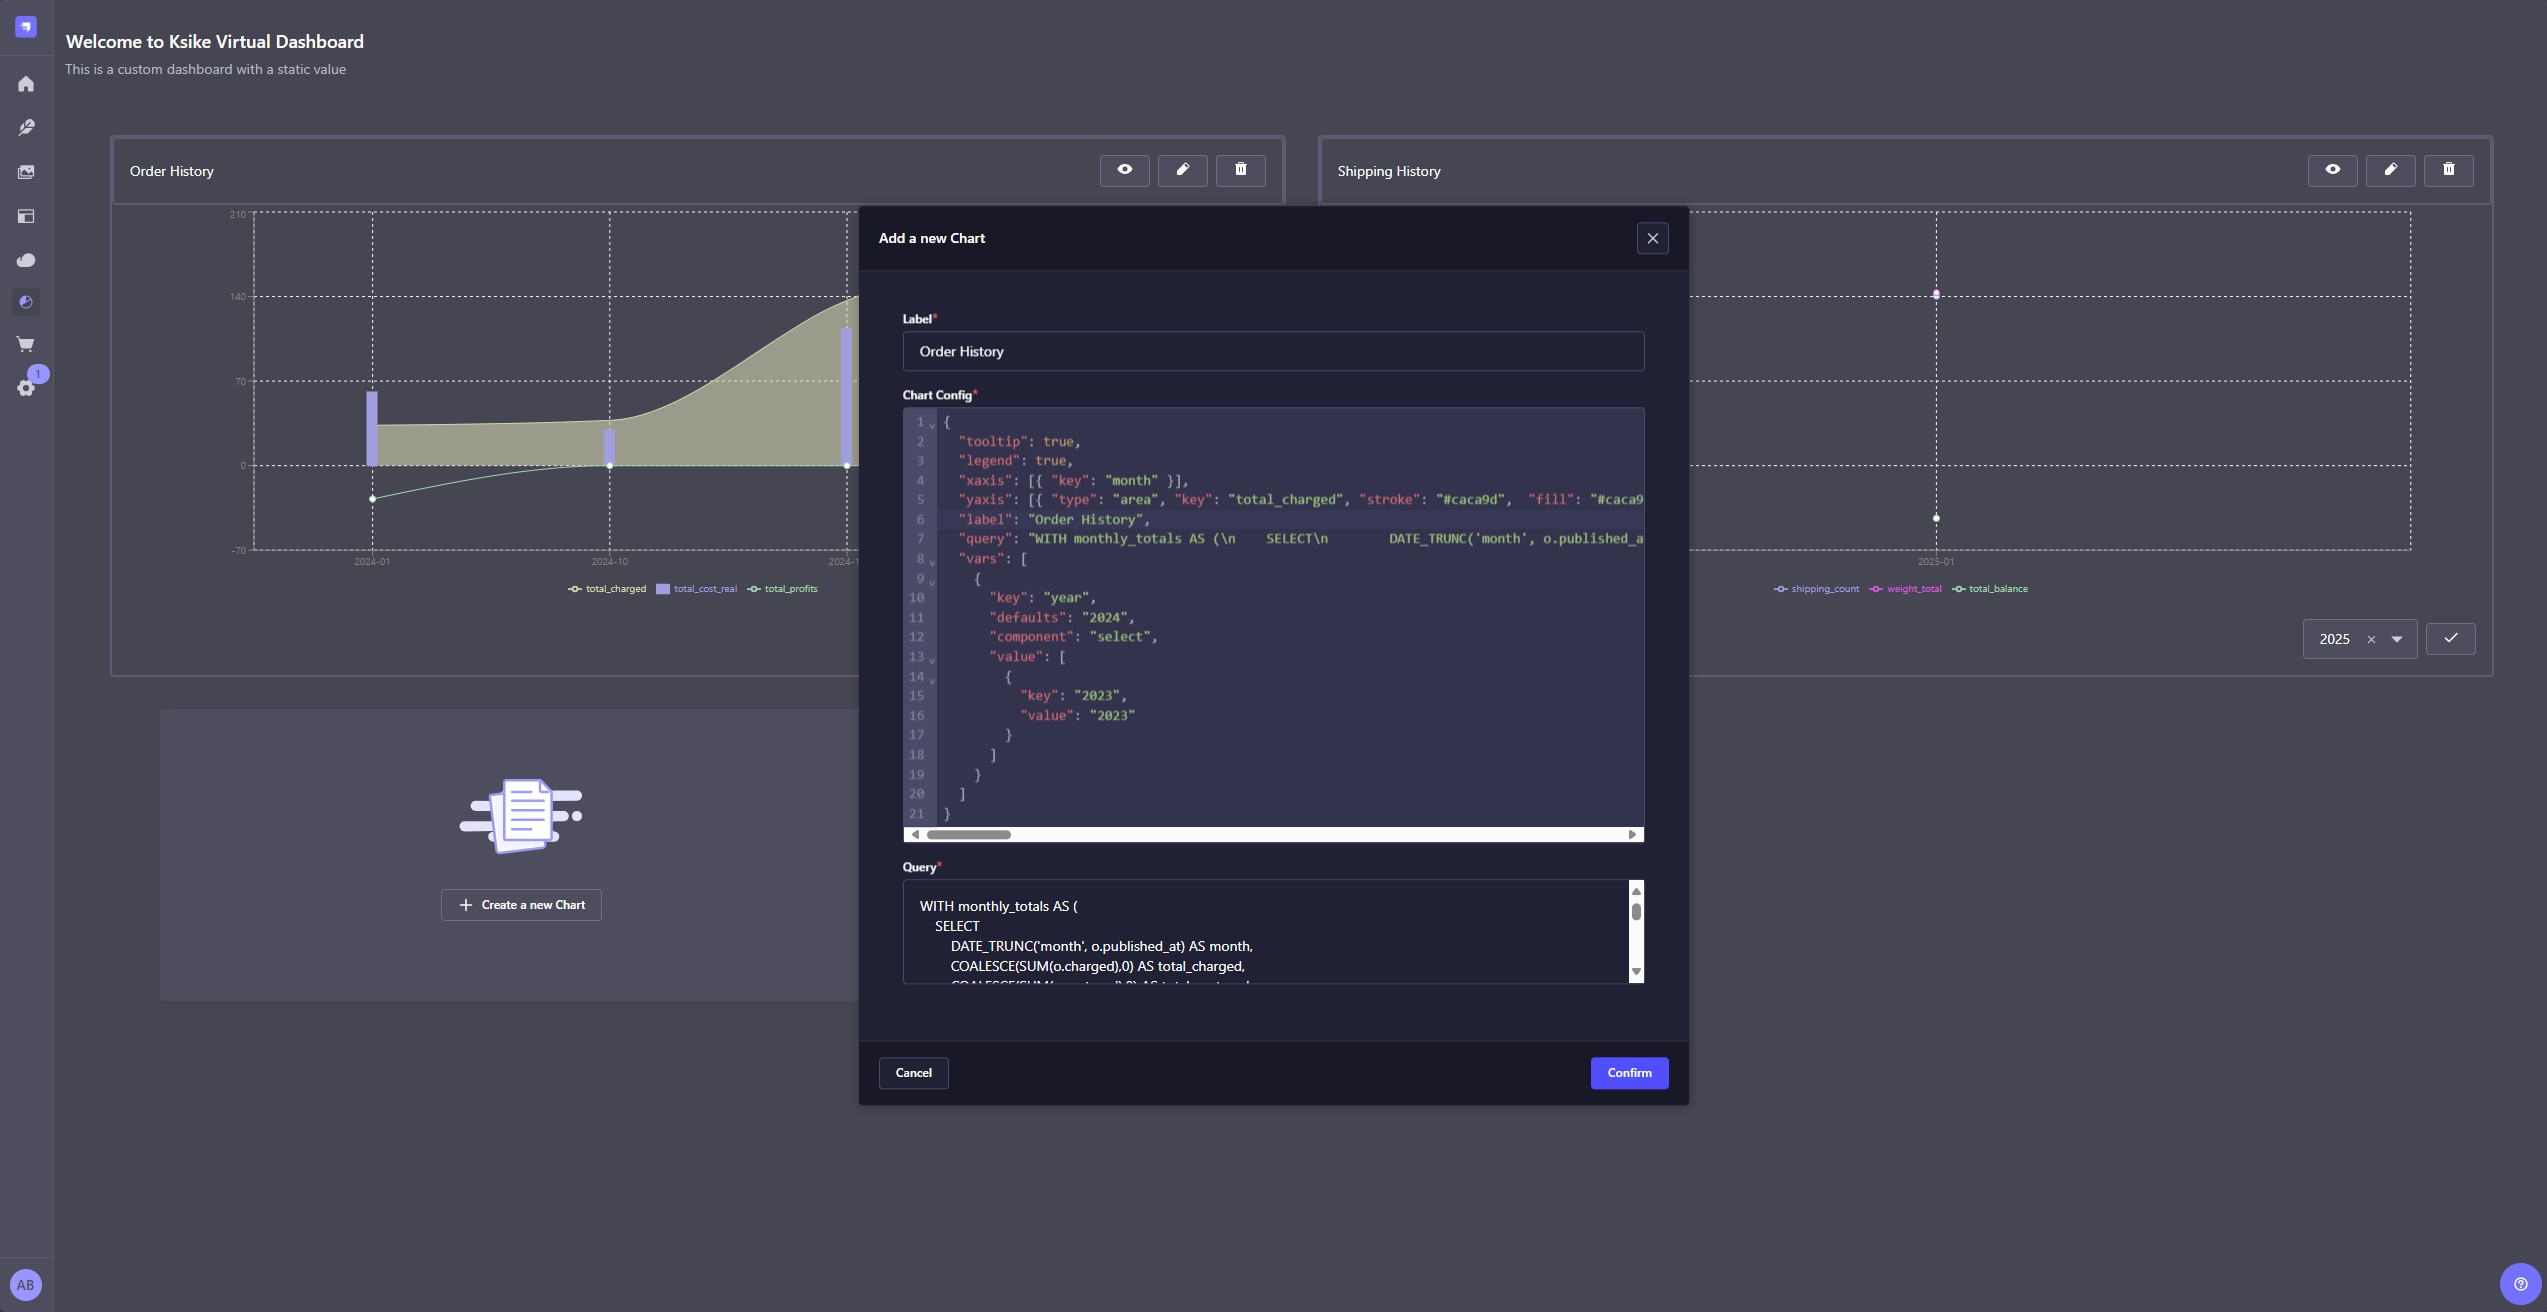 Welcome to Ksike Virtual Dashboard
This is a custom dashboard with a static value
1
AB
Order History
210
140
70
0
-70
2024-01
2024-10
total_charged
total_cost_real
total_profits
Create a new Chart
Shipping History
2025-01
shipping_count
weight_total
total_balance
2025
Add a new Chart
Label*
Order History
Chart Config*
1 {
2 "tooltip": true,
3 "legend": true,
4 "xaxis": [{ "key": "month" }],
5 "yaxis": [{ "type": "area", "key": "total_charged", "stroke": "#caca9d", "fill": "#caca9
6 "label": "Order History",
7 "query": "WITH monthly_totals AS (\n    SELECT\n        DATE_TRUNC('month', o.published_a
8 "vars": [
9 {
10 "key": "year",
11 "defaults": "2024",
12 "component": "select",
13 "value": [
14 {
15 "key": "2023",
16 "value": "2023"
17 }
18 ]
19 }
20 ]
21 }
Query*
WITH monthly_totals AS (
SELECT
DATE_TRUNC('month', o.published_at) AS month,
COALESCE(SUM(o.charged),0) AS total_charged,
Cancel
Confirm